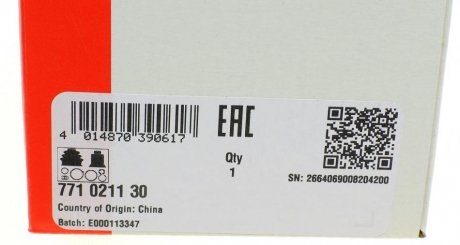 4 014870 390617
EAC
Qty
1
SN: 2664069008204200
771 0211 30
Country of Origin: China
Batch: E000113347